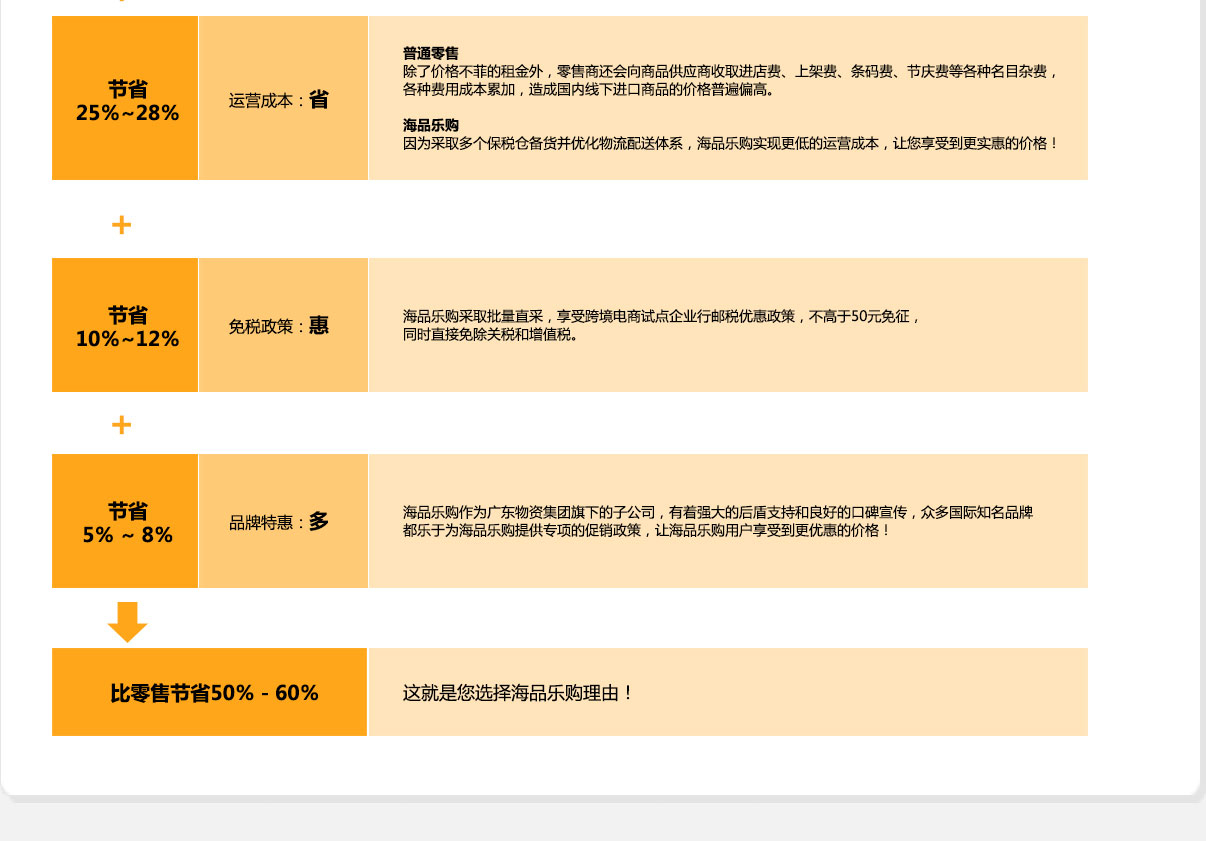 节省
25%~28%
运营成本：省
普通零售
除了价格不菲的租金外，零售商还会向商品供应商收取进店费、上架费、条码费、节庆费等各种名目杂费，
各种费用成本累加，造成国内线下进口商品的价格普遍偏高。
海品乐购
因为采取多个保税仓备货并优化物流配送体系，海品乐购实现更低的运营成本，让您享受到更实惠的价格！
+
节省
10%~12%
免税政策：惠
海品乐购采取批量直采，享受跨境电商试点企业行邮税优惠政策，不高于50元免征，
同时直接免除关税和增值税。
+
节省
5% ~ 8%
品牌特惠：多
海品乐购作为广东物资集团旗下的子公司，有着强大的后盾支持和良好的口碑宣传，众多国际知名品牌
都乐于为海品乐购提供专项的促销政策，让海品乐购用户享受到更优惠的价格！
比零售节省50% - 60%
这就是您选择海品乐购理由！